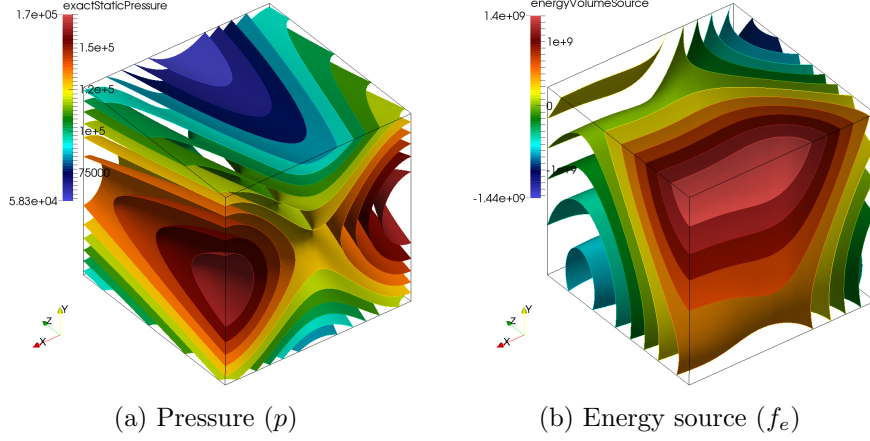 exactStaticPressure
1.7e+05
1.5e+5
1.2e+5
1e+5
75000
5.83e+04
Y
Z
X
(a) Pressure (p)
energyVolumeSource
1.4e+09
1e+9
0
-1e+9
-1.44e+09
Y
Z
X
(b) Energy source (fe)